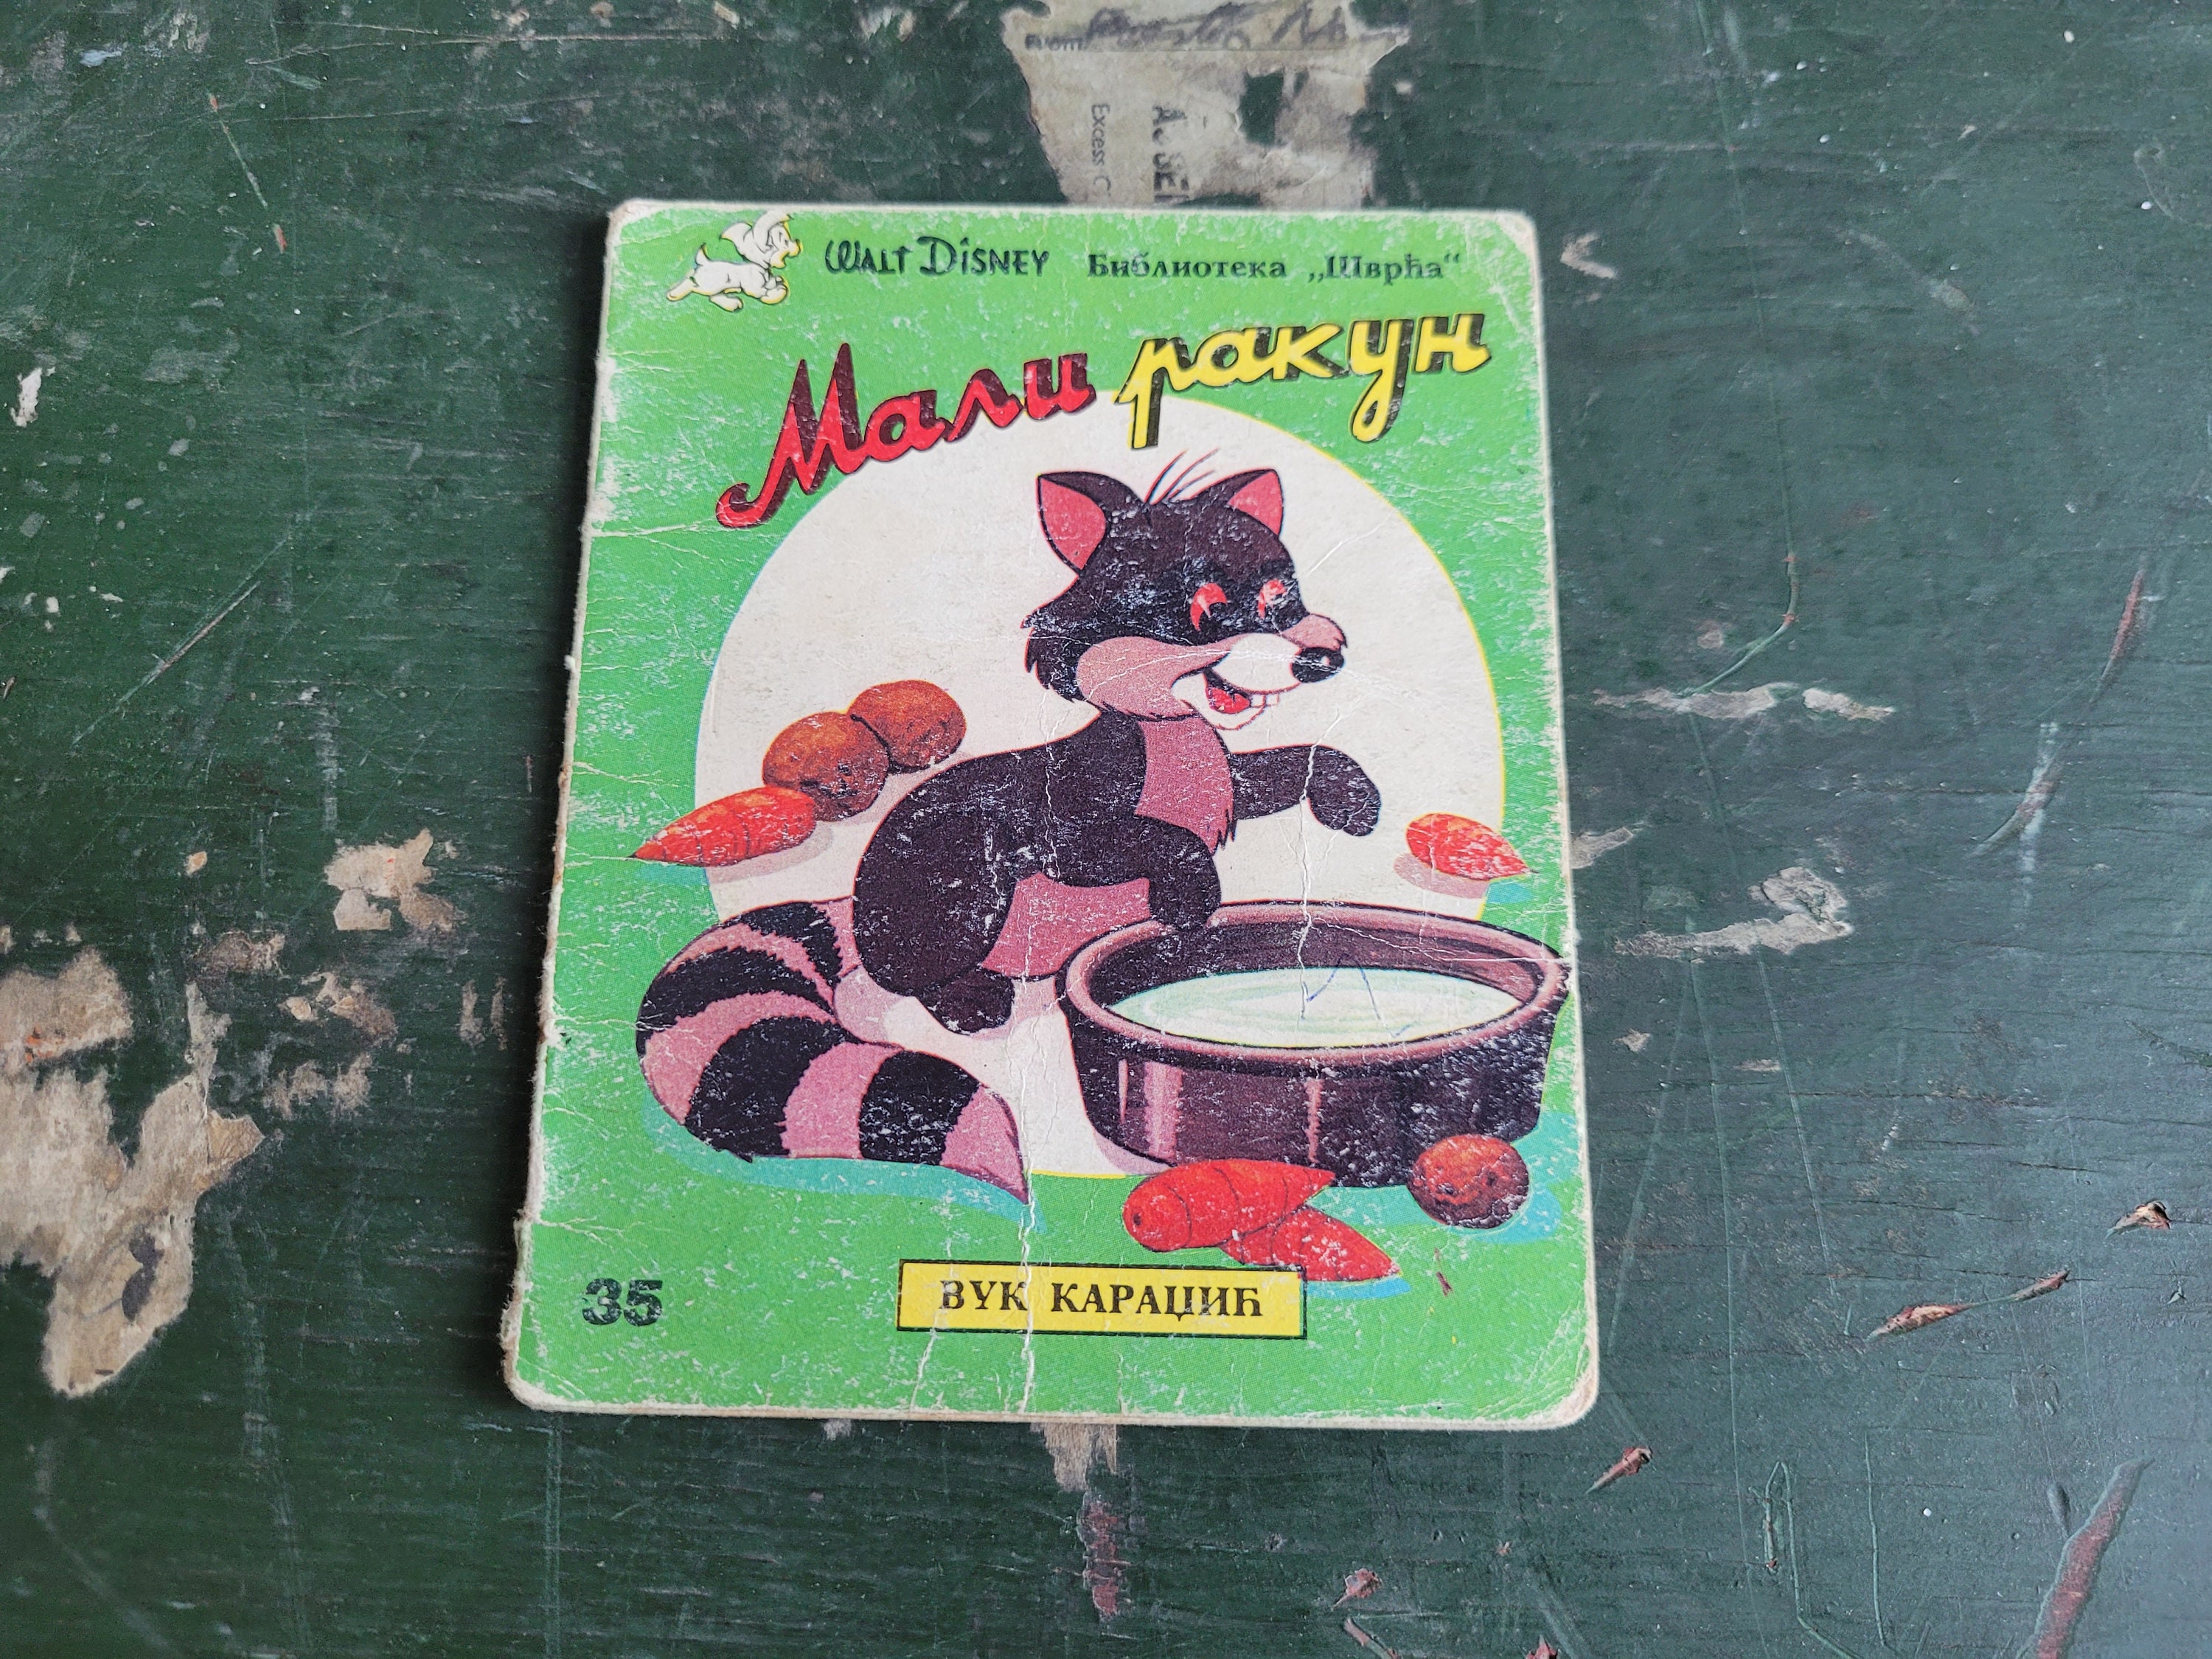 Excess C
WALT DISNEY Библиотека „Шврћа“
Мали ракун
35
ВУК КАРАЏИЋ